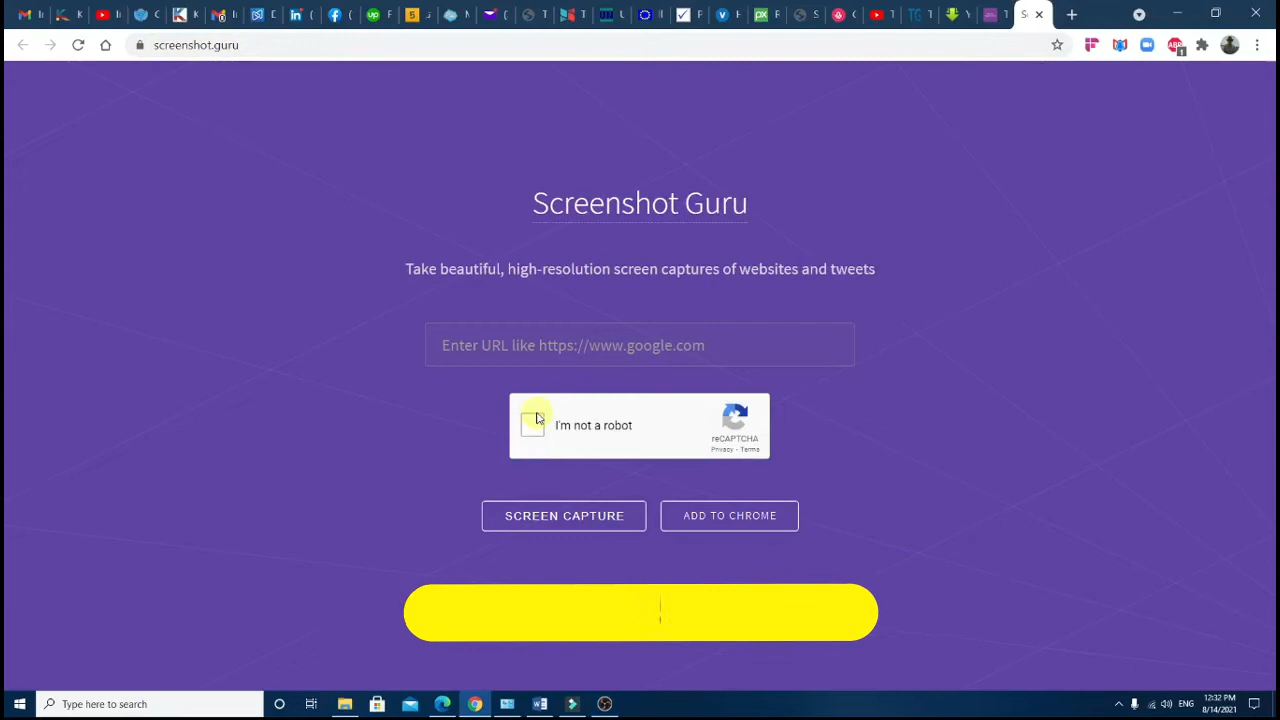 screenshot.guru
Screenshot Guru
Take beautiful, high-resolution screen captures of websites and tweets
Enter URL like https://www.google.com
I'm not a robot
reCAPTCHA
Privacy - Terms
SCREEN CAPTURE
ADD TO CHROME
Type here to search
ENG
12:32 PM
8/14/2021